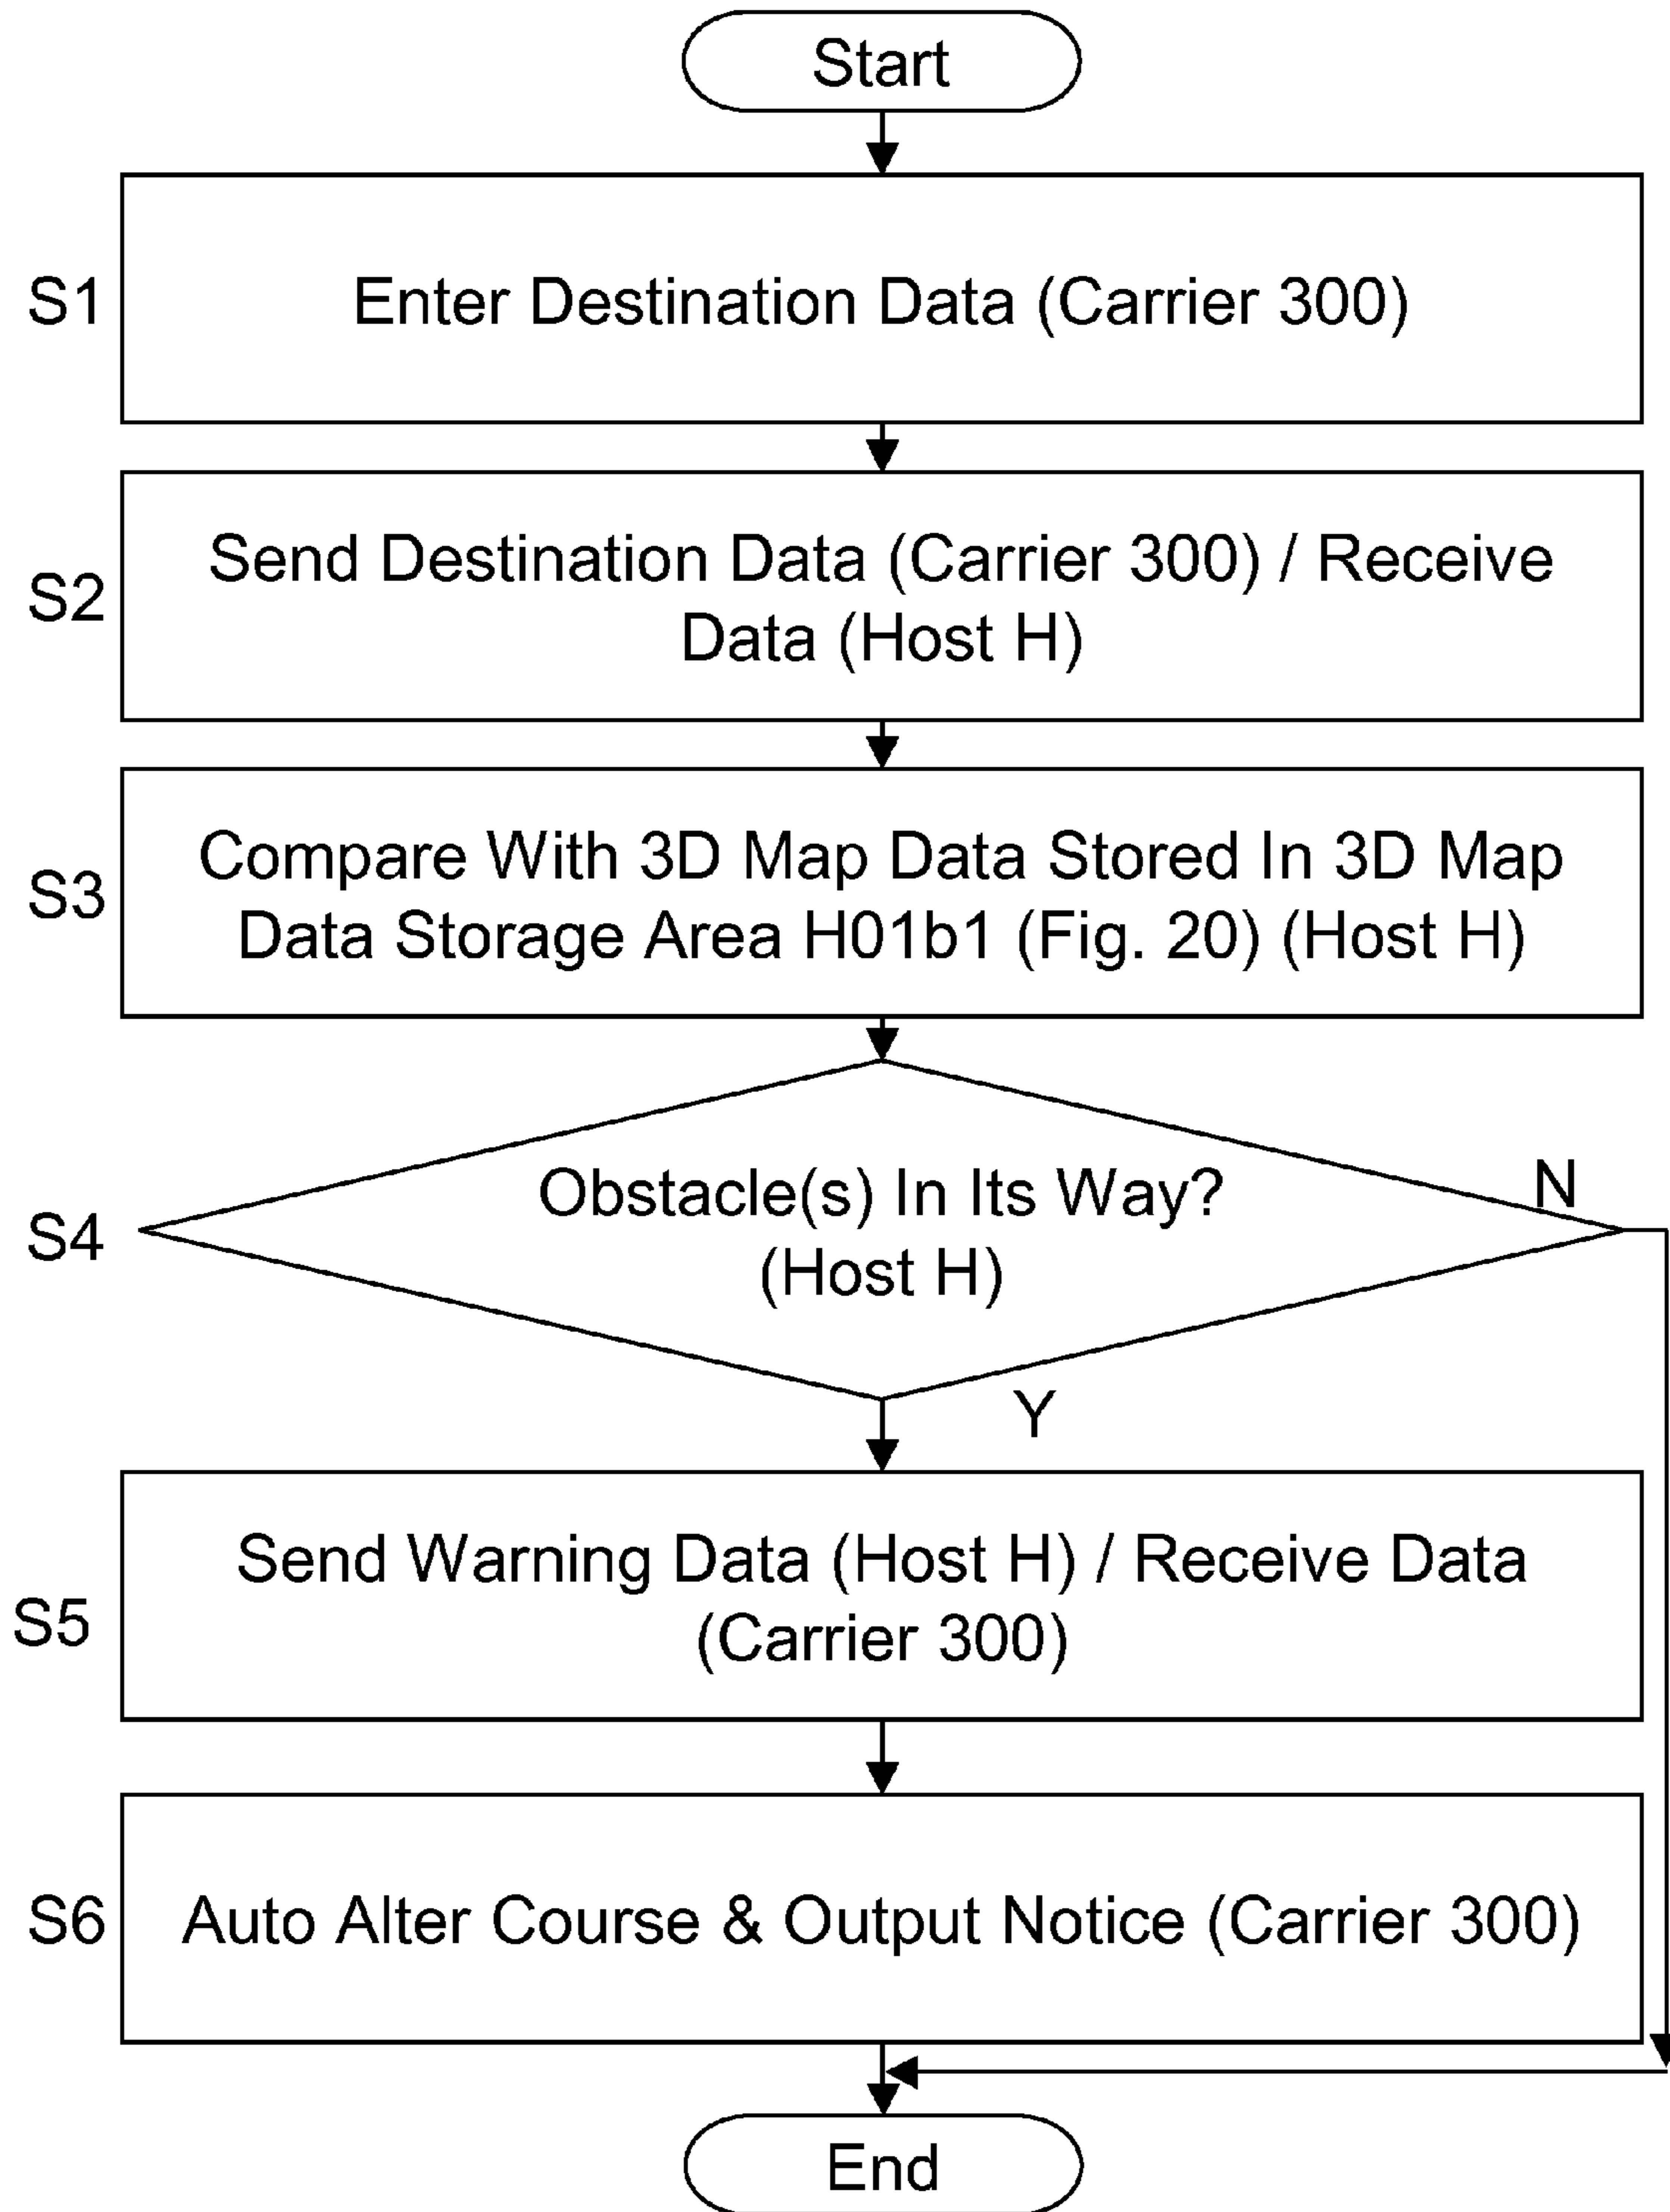 Start
S1
Enter Destination Data (Carrier 300)
S2
Send Destination Data (Carrier 300) / Receive
Data (Host H)
S3
Compare With 3D Map Data Stored In 3D Map
Data Storage Area H01b1 (Fig. 20) (Host H)
S4
Obstacle(s) In Its Way?
(Host H)
N
Y
S5
Send Warning Data (Host H) / Receive Data
(Carrier 300)
S6
Auto Alter Course & Output Notice (Carrier 300)
End